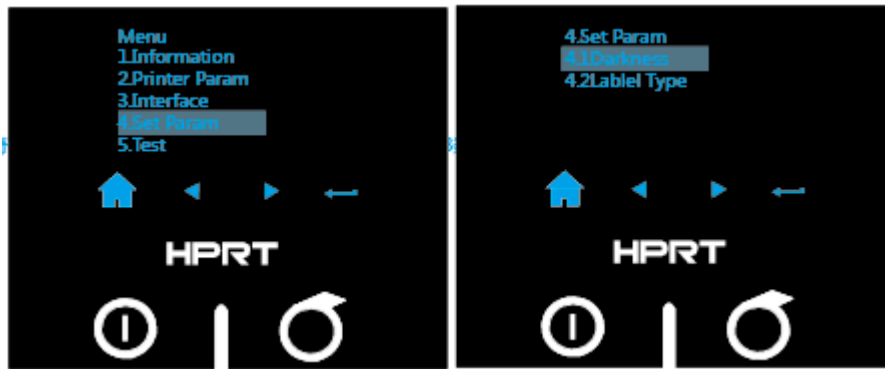 Menu
1.Information
2.Printer Param
3.Interface
4.Set Param
5.Test
HPRT
4.Set Param
4.1Darkness
4.2Lablel Type
HPRT